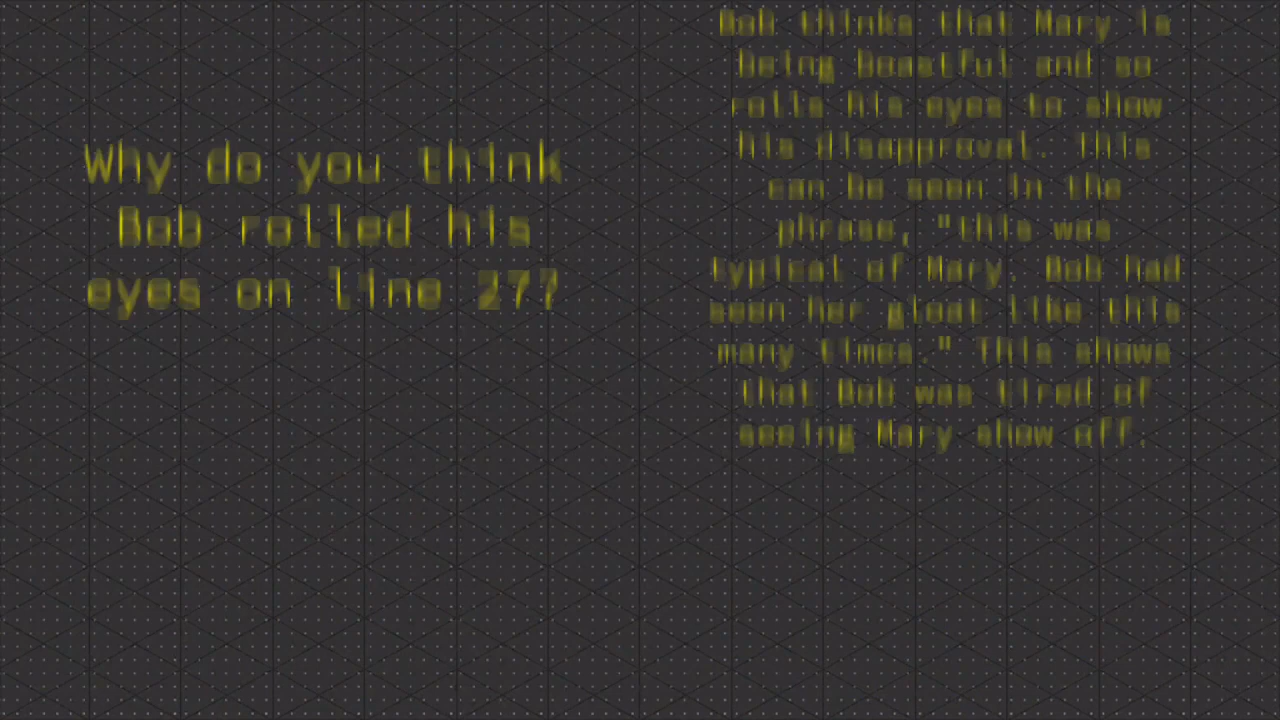 Why do you think
Bob rolled his
eyes on line 27?
Bob thinks that Mary is
being boastful and so
rolls his eyes to show
his disapproval. This
can be seen in the
phrase, "this was
typical of Mary. Bob had
seen her gloat like this
many times." This shows
that Bob was tired of
seeing Mary show off.